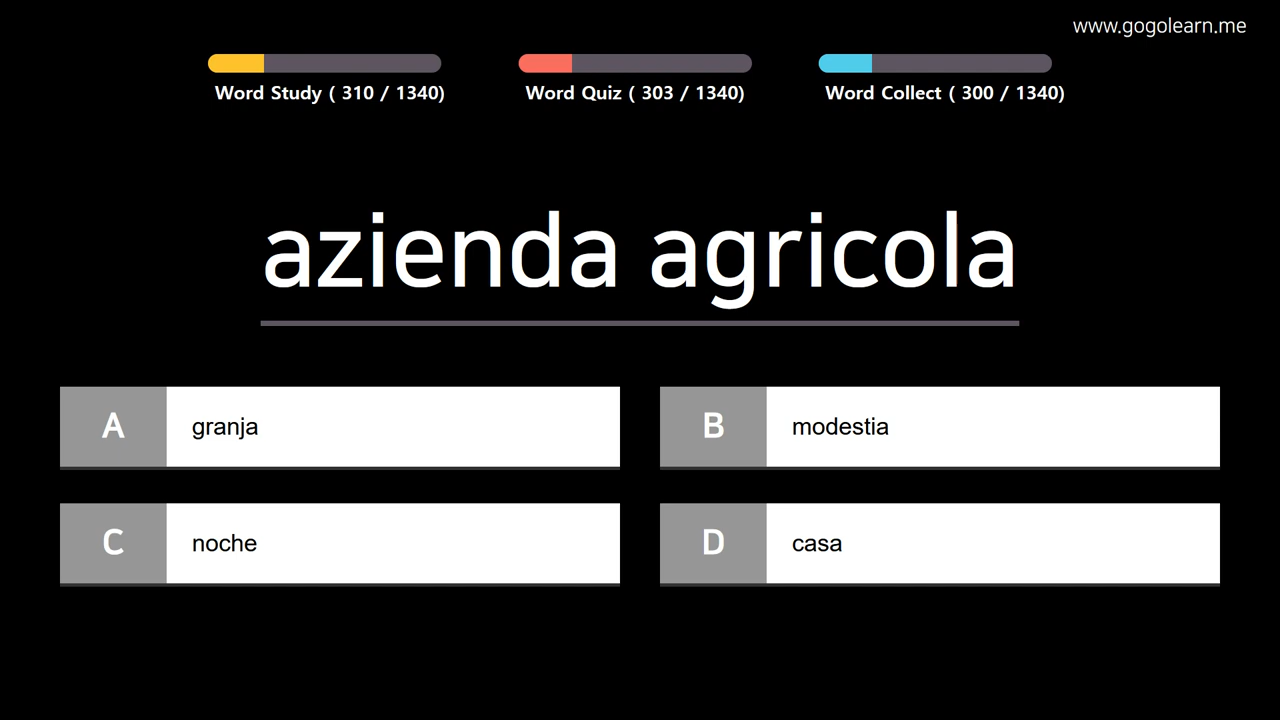 www.gogolearn.me
Word Study ( 310 / 1340)
Word Quiz ( 303 / 1340)
Word Collect ( 300 / 1340)
azienda agricola
A granja
B modestia
C noche
D casa